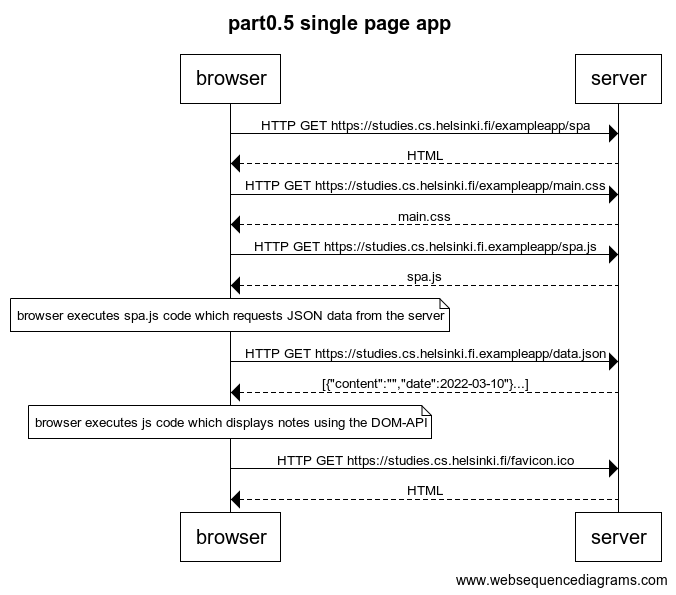 part0.5 single page app
browser
server
HTTP GET https://studies.cs.helsinki.fi/exampleapp/spa
HTML
HTTP GET https://studies.cs.helsinki.fi/exampleapp/main.css
main.css
HTTP GET https://studies.cs.helsinki.fi.exampleapp/spa.js
spa.js
browser executes spa.js code which requests JSON data from the server
HTTP GET https://studies.cs.helsinki.fi.exampleapp/data.json
[{"content":"","date":2022-03-10"}...]
browser executes js code which displays notes using the DOM-API
HTTP GET https://studies.cs.helsinki.fi/favicon.ico
HTML
browser
server
www.websequencediagrams.com